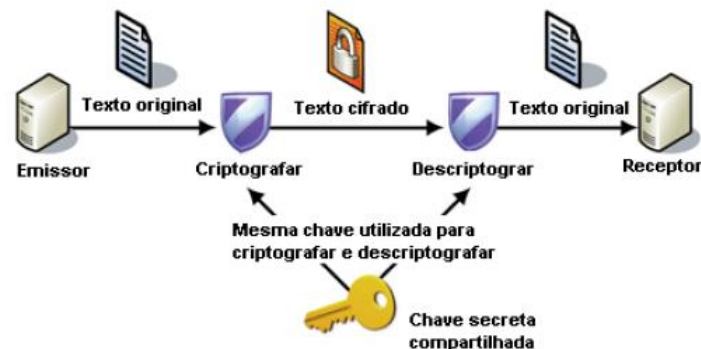 Texto original
Texto cifrado
Texto original
Emissor
Criptografar
Descriptograr
Receptor
Mesma chave utilizada para
criptografar e descriptografar
Chave secreta
compartilhada